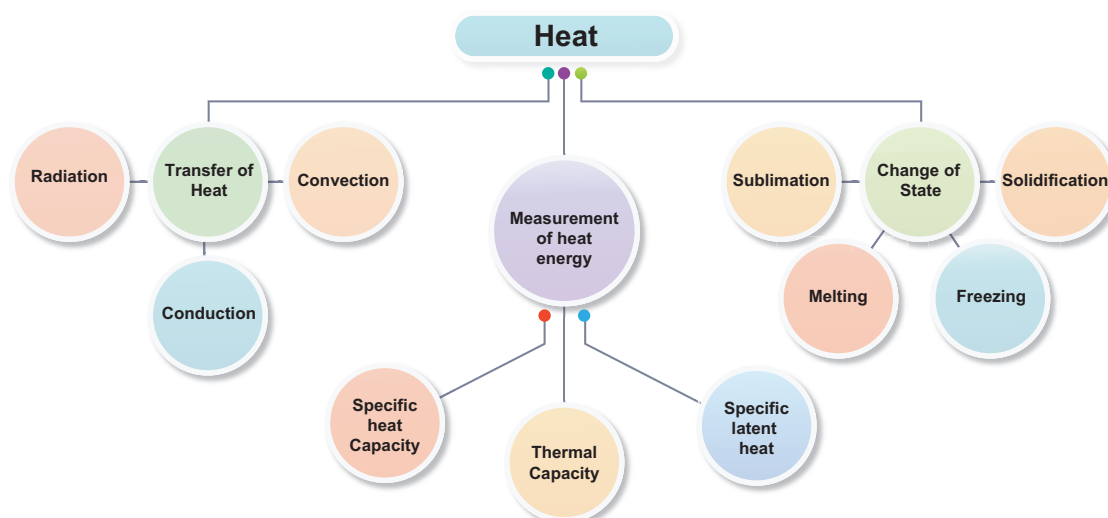 Heat
Radiation
Transfer of
Heat
Convection
Conduction
Measurement
of heat
energy
Specific
heat
Capacity
Thermal
Capacity
Specific
latent
heat
Sublimation
Change of
State
Solidification
Melting
Freezing